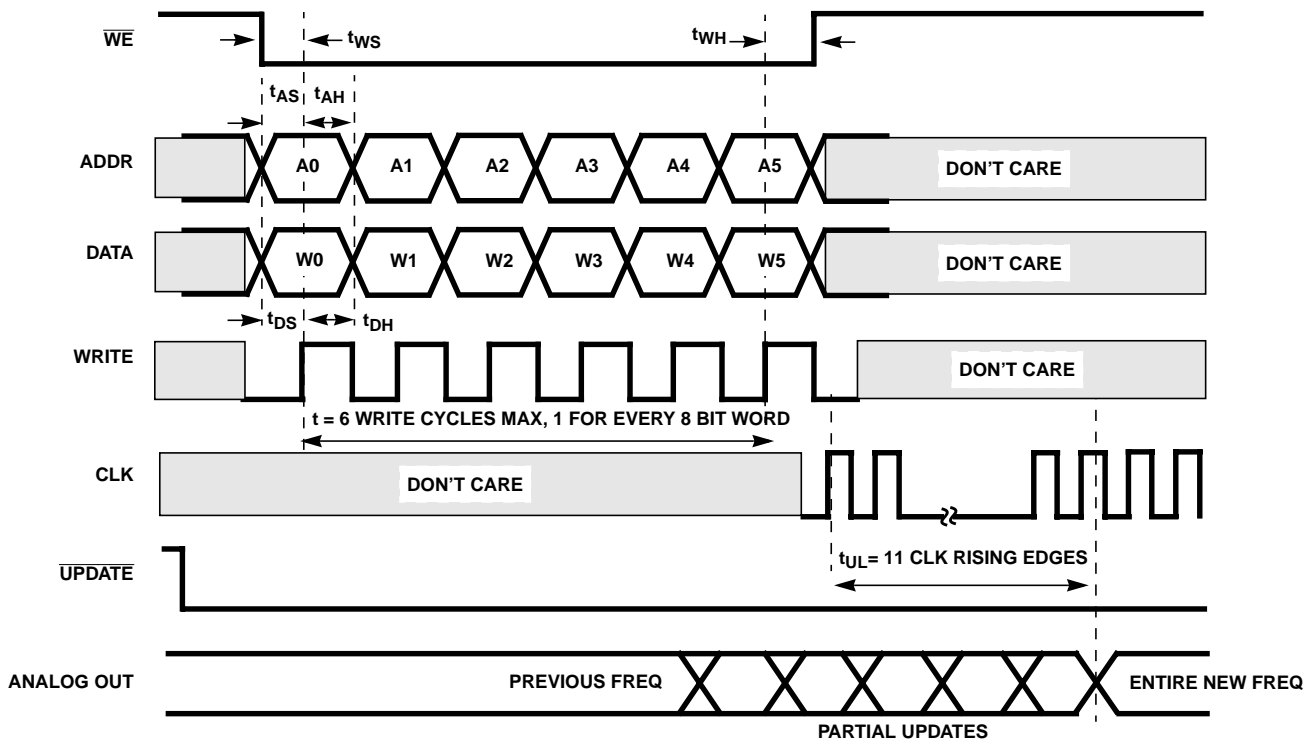 WE
tWS
tWH
tAS
tAH
ADDR
A0
A1
A2
A3
A4
A5
DON'T CARE
DATA
W0
W1
W2
W3
W4
W5
DON'T CARE
tDS
tDH
WRITE
DON'T CARE
t = 6 WRITE CYCLES MAX, 1 FOR EVERY 8 BIT WORD
CLK
DON'T CARE
tUL= 11 CLK RISING EDGES
UPDATE
ANALOG OUT
PREVIOUS FREQ
ENTIRE NEW FREQ
PARTIAL UPDATES